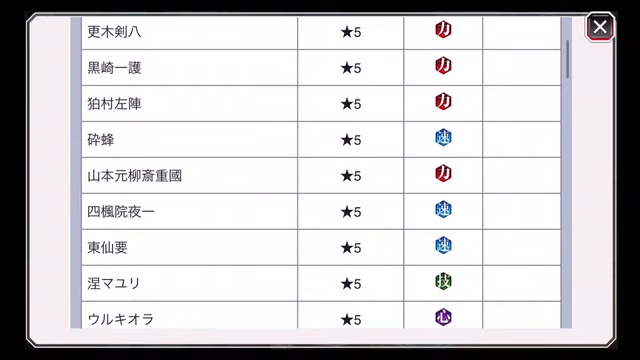 更木剣八 ★5 力
黒崎一護 ★5 力
狛村左陣 ★5 力
砕蜂 ★5 速
山本元柳斎重國 ★5 力
四楓院夜一 ★5 速
東仙要 ★5 速
涅マユリ ★5 技
ウルキオラ ★5 心